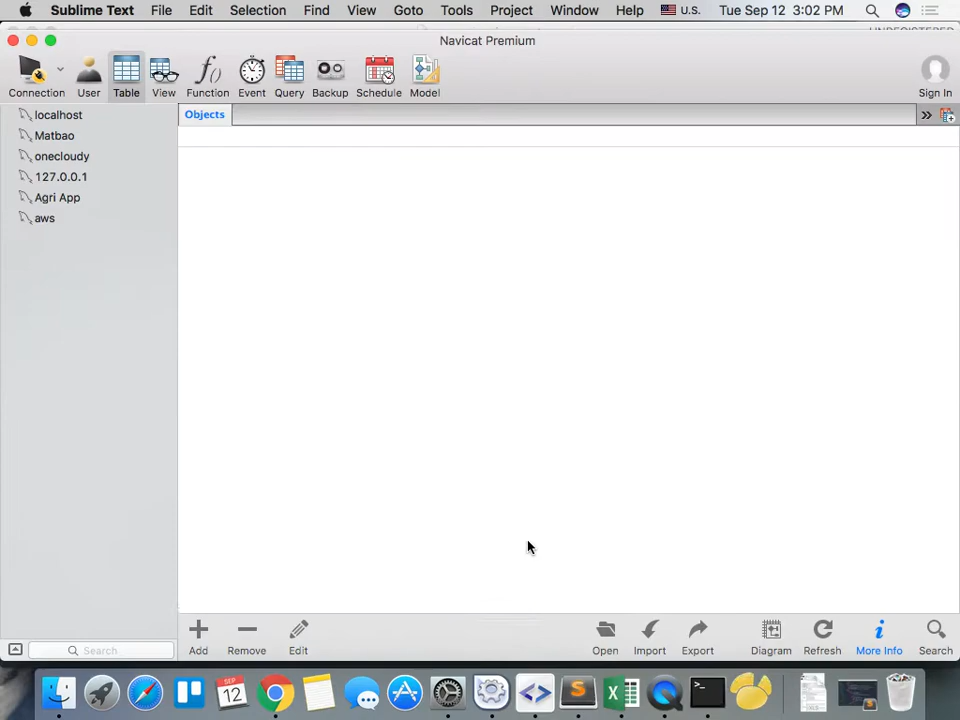 Sublime Text File Edit Selection Find View Goto Tools Project Window Help U.S. Tue Sep 12 3:02 PM
Navicat Premium
Connection User Table View Function Event Query Backup Schedule Model Sign In
Objects
localhost
Matbao
onecloudy
127.0.0.1
Agri App
aws
Search
Add Remove Edit Open Import Export Diagram Refresh More Info Search
SEP
12